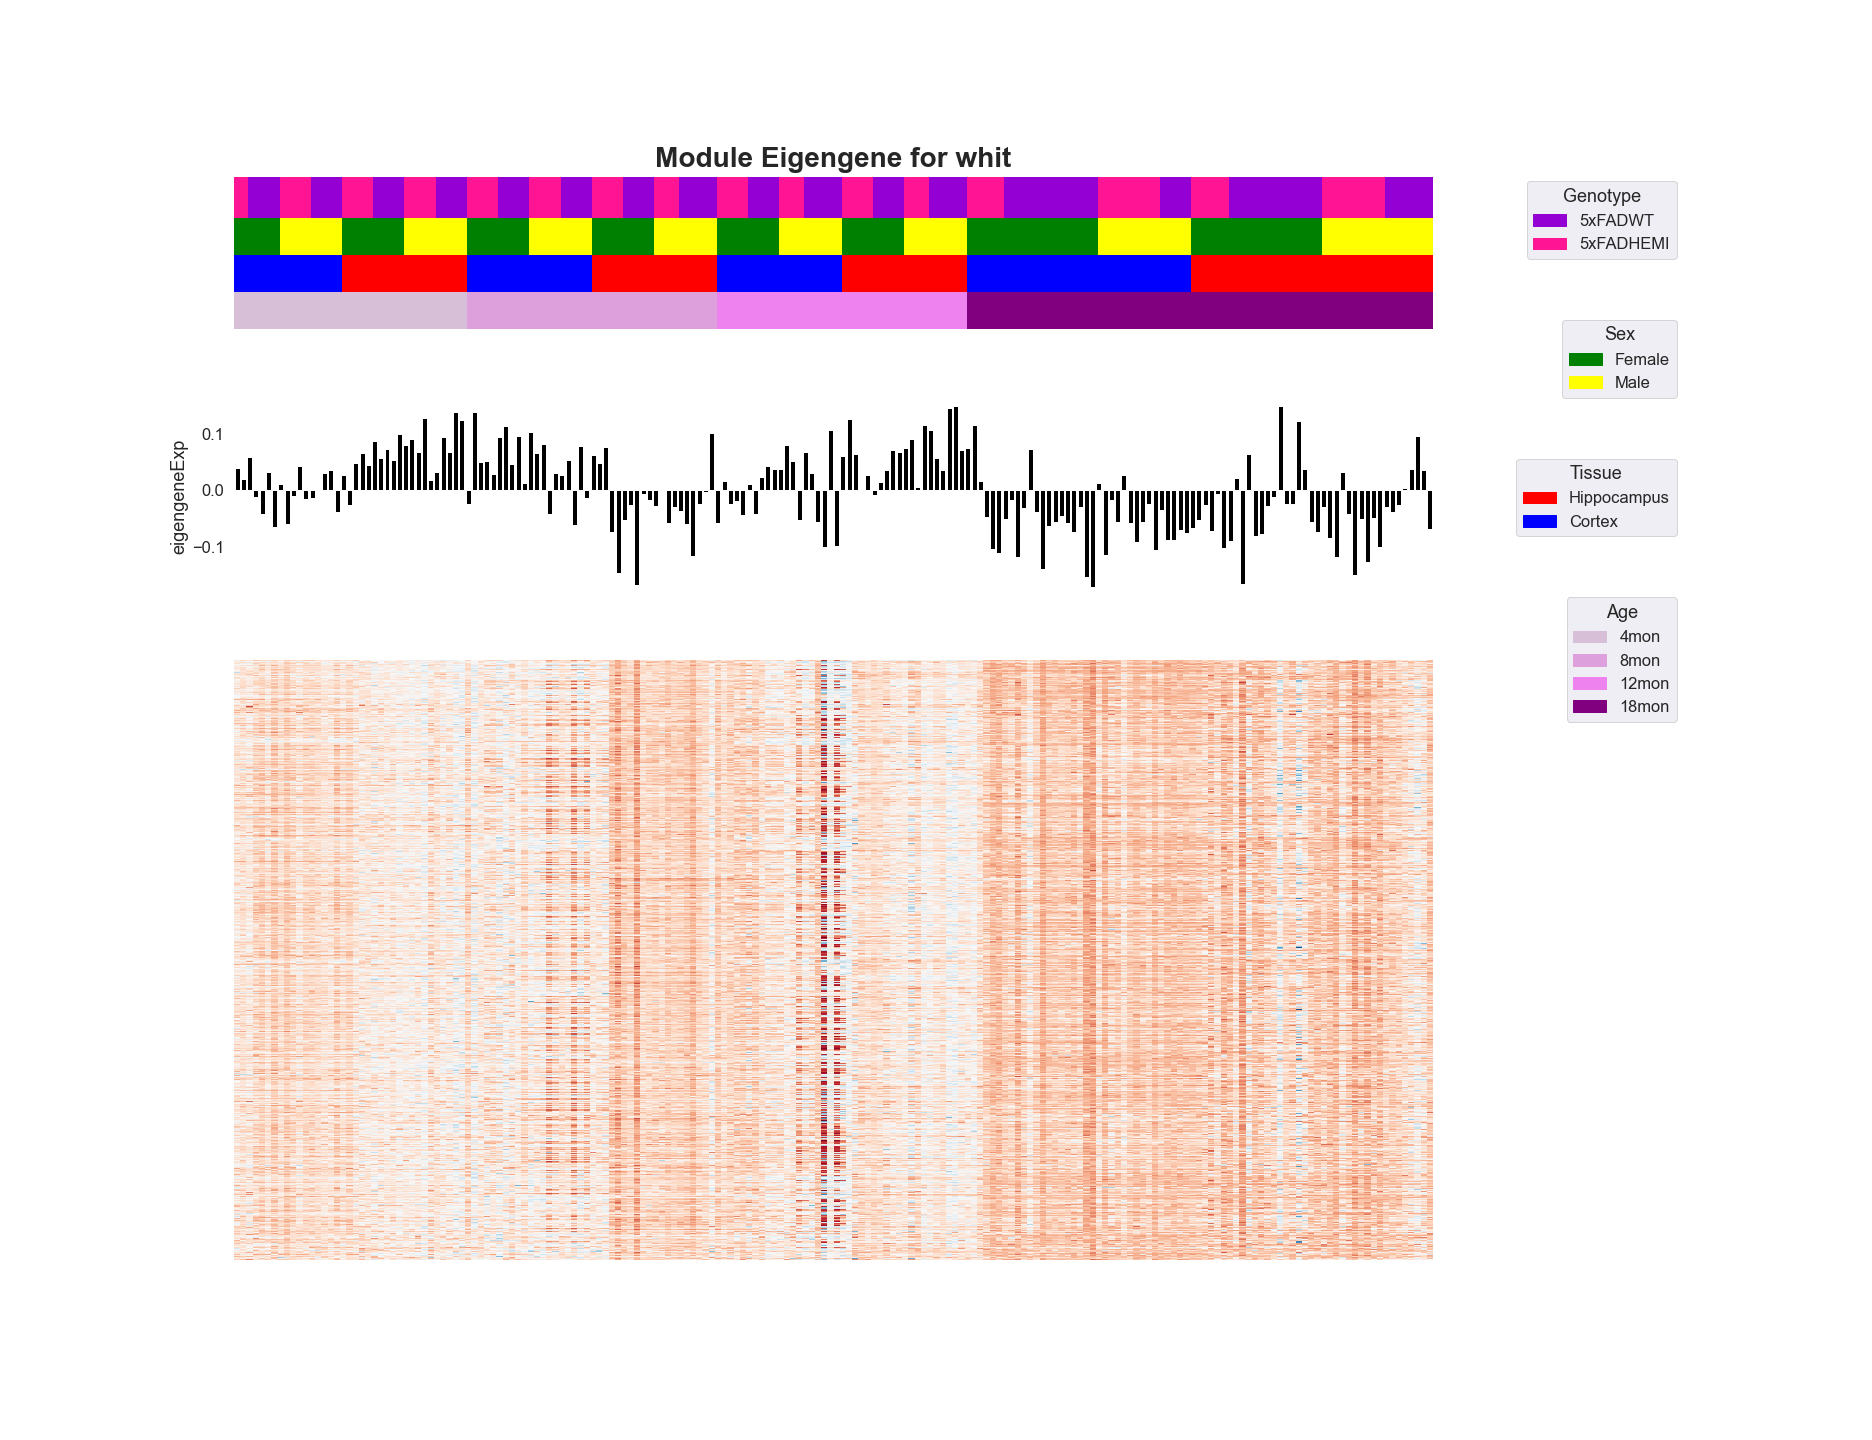 Module Eigengene for whit
Genotype
5xFADWT
5xFADHEMI
Sex
Female
Male
Tissue
Hippocampus
Cortex
Age
4mon
8mon
12mon
18mon
eigengeneExp
0.1
0.0
−0.1